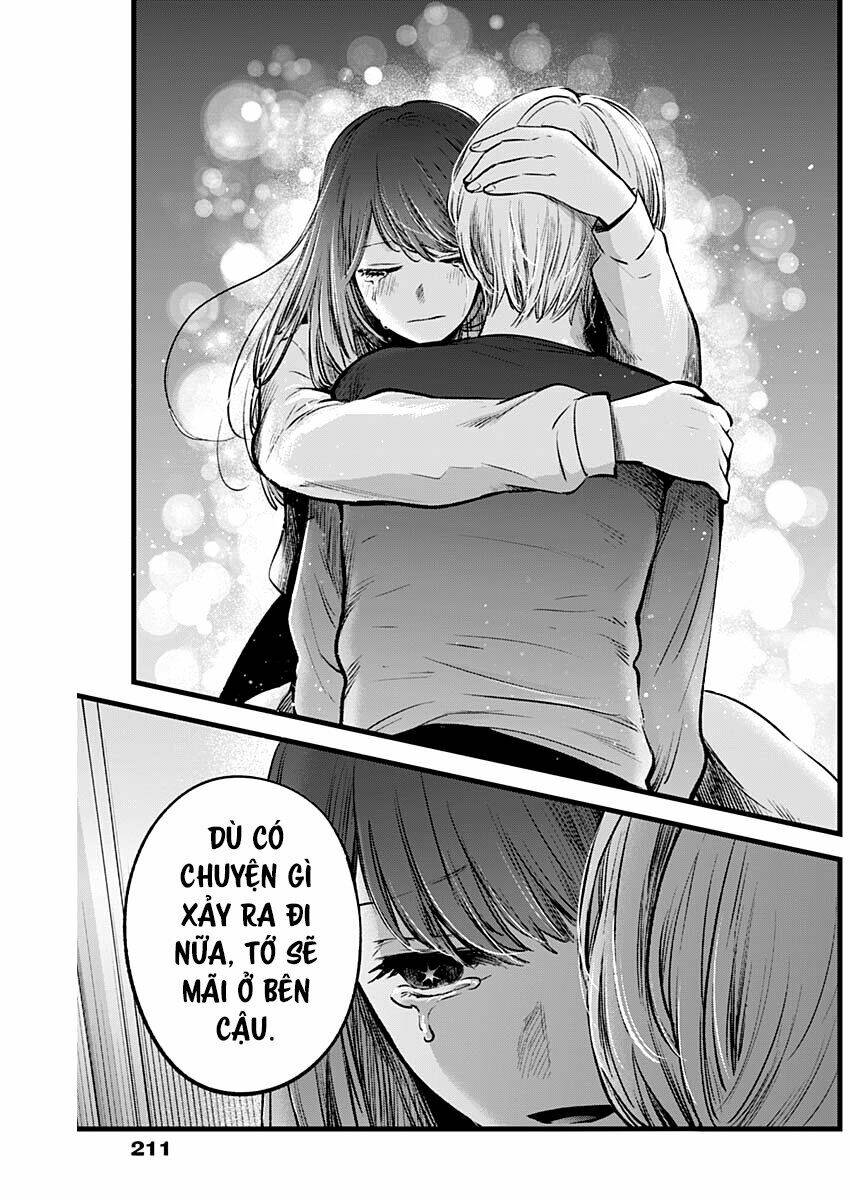 DÙ CÓ
CHUYỆN GÌ
XẢY RA ĐI
NỮA, TỚ SẼ
MÃI Ở BÊN
CẬU.
211